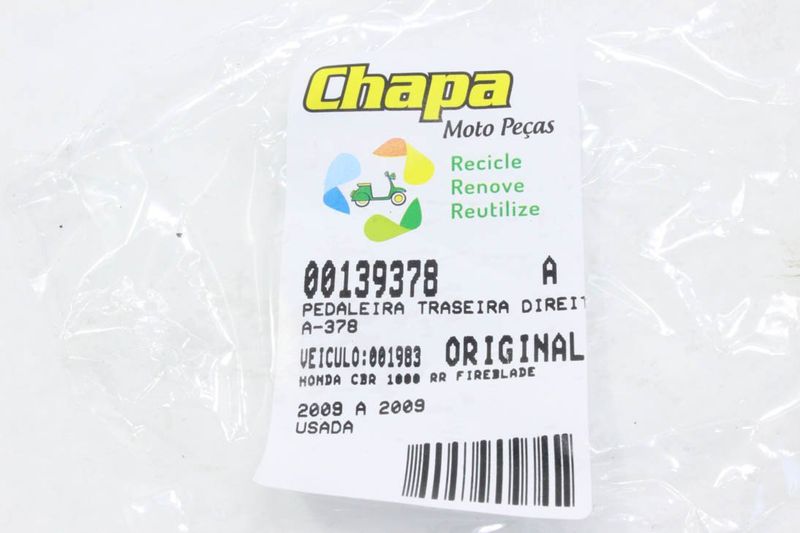 Chapa
Moto Peças
Recicle
Renove
Reutilize
00139378 A
PEDALEIRA TRASEIRA DIREIT
A-378
VEICULO:001983 ORIGINAL
HONDA CBR 1000 RR FIREBLADE
2009 A 2009
USADA